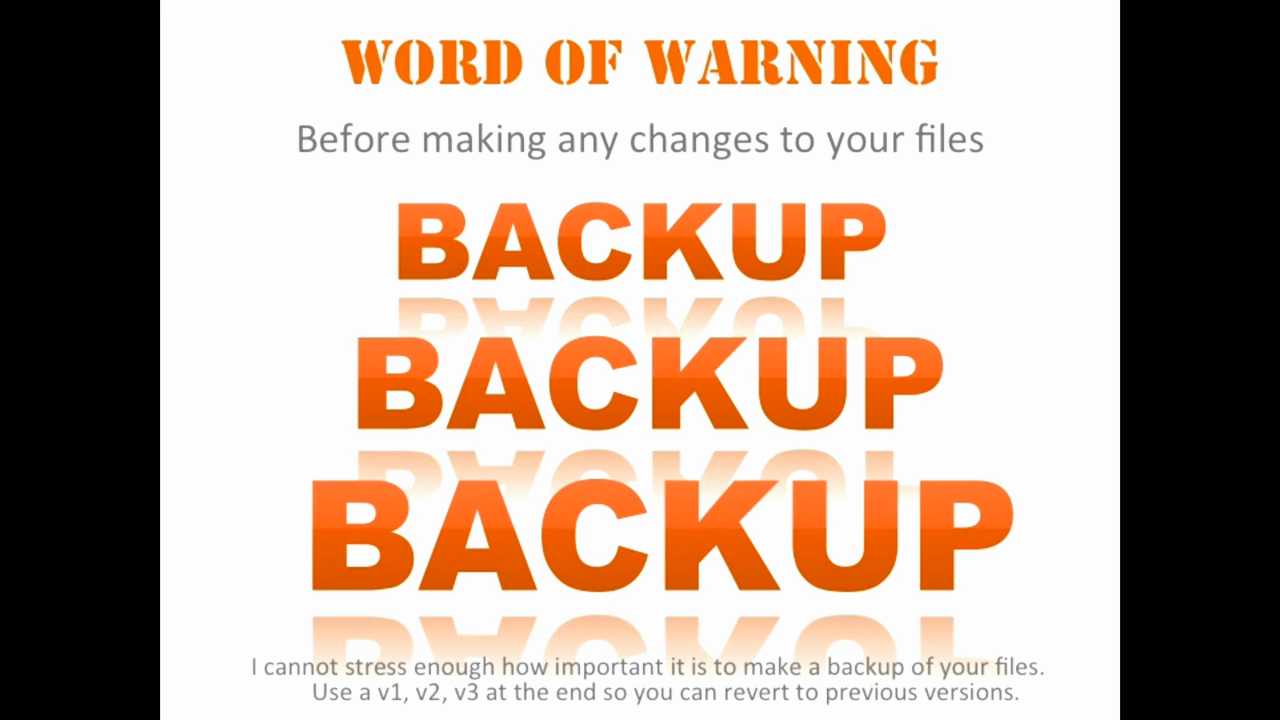 WORD OF WARNING
Before making any changes to your files
BACKUP
BACKUP
BACKUP
I cannot stress enough how important it is to make a backup of your files.
Use a v1, v2, v3 at the end so you can revert to previous versions.